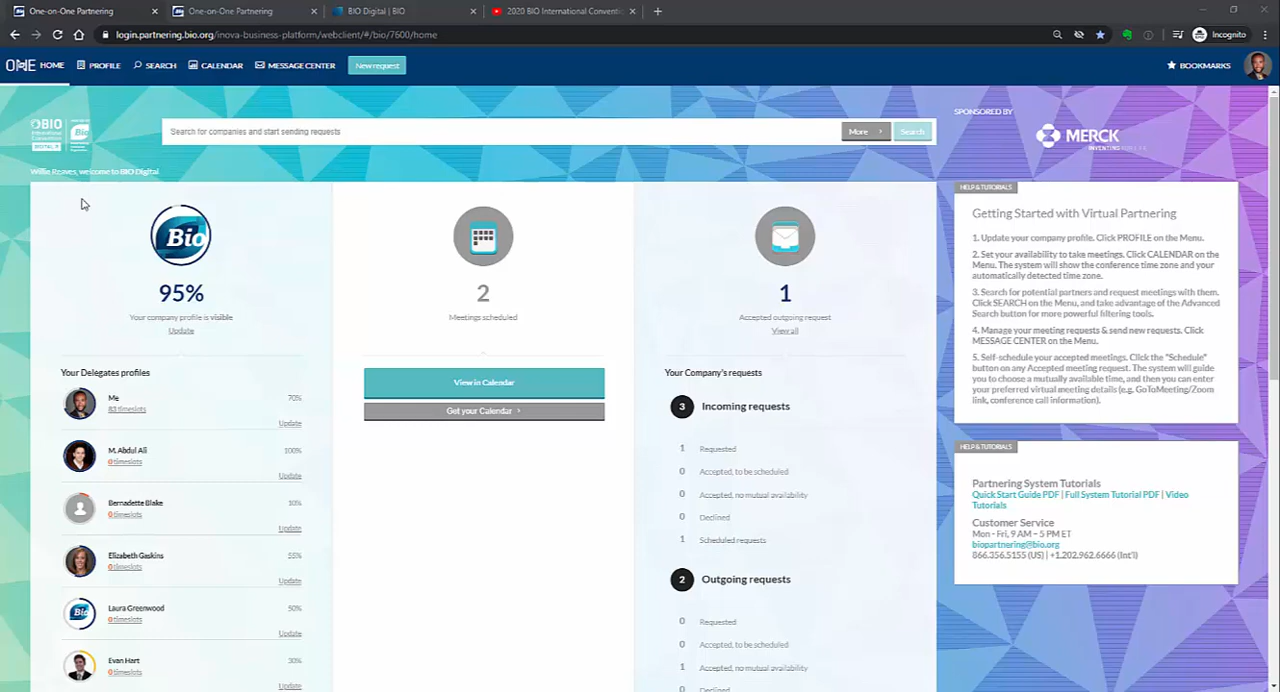 One-on-One Partnering
One-on-One Partnering
BIO Digital | BIO
2020 BIO International Conventi
login.partnering.bio.org/inova-business-platform/webclient/#/bio/7600/home
Incognito
ONE HOME
PROFILE
SEARCH
CALENDAR
MESSAGE CENTER
New request
BOOKMARKS
BIO
International
Convention
DIGITAL
Bio
Search for companies and start sending requests
More
Search
SPONSORED BY
MERCK
Willie Reaves, welcome to BIO Digital
Bio
95%
Your company profile is visible
Update
Your Delegates profiles
Me
83 timeslots
70%
Update
M. Abdul Ali
0 timeslots
100%
Update
Bernadette Blake
0 timeslots
10%
Update
Elizabeth Gaskins
0 timeslots
55%
Update
Bio
Laura Greenwood
0 timeslots
50%
Update
Evan Hart
0 timeslots
30%
Update
2
Meetings scheduled
View in Calendar
Get your Calendar
1
Accepted outgoing request
View all
Your Company's requests
3 Incoming requests
1 Requested
0 Accepted, to be scheduled
0 Accepted, no mutual availability
0 Declined
1 Scheduled requests
2 Outgoing requests
0 Requested
0 Accepted, to be scheduled
1 Accepted, no mutual availability
0 Declined
HELP & TUTORIALS
Getting Started with Virtual Partnering
1. Update your company profile. Click PROFILE on the Menu.
2. Set your availability to take meetings. Click CALENDAR on the
Menu. The system will show the conference time zone and your
automatically detected time zone.
3. Search for potential partners and request meetings with them.
Click SEARCH on the Menu, and take advantage of the Advanced
Search button for more powerful filtering tools.
4. Manage your meeting requests & send new requests. Click
MESSAGE CENTER on the Menu.
5. Self-schedule your accepted meetings. Click the "Schedule"
button on any Accepted meeting request. The system will guide
you to choose a mutually available time, and then you can enter
your preferred virtual meeting details (e.g. GoToMeeting/Zoom
link, conference call information).
HELP & TUTORIALS
Partnering System Tutorials
Quick Start Guide PDF | Full System Tutorial PDF | Video
Tutorials
Customer Service
Mon - Fri, 9 AM – 5 PM ET
biopartnering@bio.org
866.356.5155 (US) | +1.202.962.6666 (Int'l)